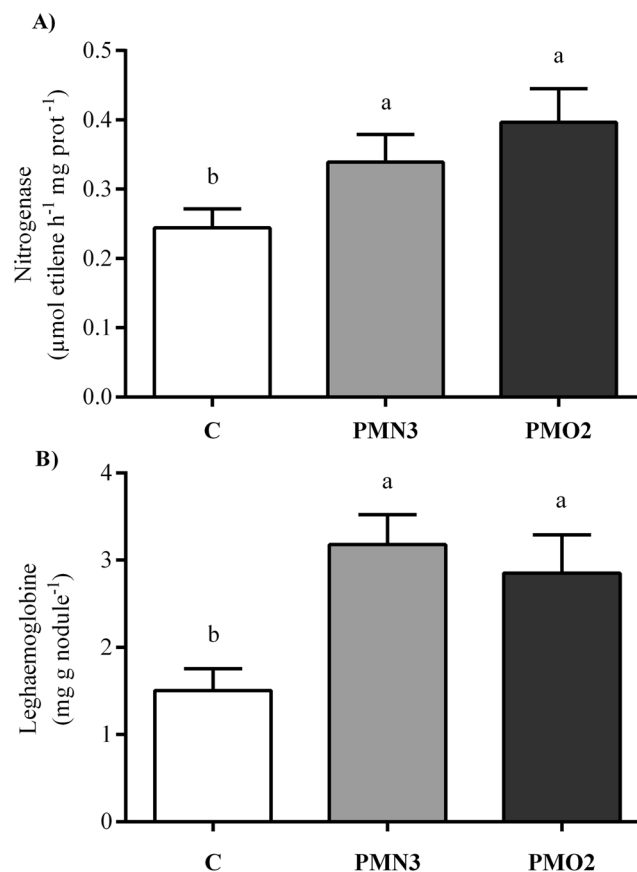 A)
Nitrogenase
(µmol etilene h⁻¹ mg prot⁻¹)
0.5
0.4
0.3
0.2
0.1
0.0
b
a
a
C
PMN3
PMO2
B)
Leghaemoglobine
(mg g nodule⁻¹)
4
3
2
1
0
b
a
a
C
PMN3
PMO2